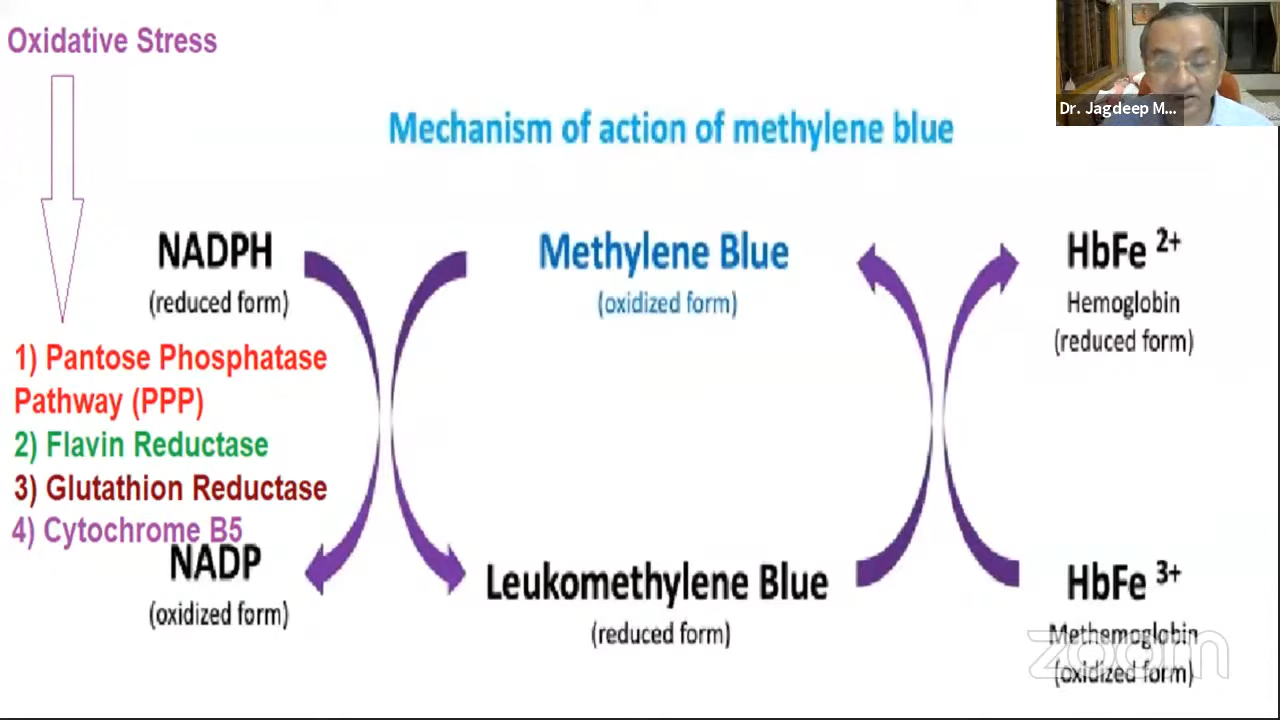 Oxidative Stress
Dr. Jagdeep M...
Mechanism of action of methylene blue
NADPH
(reduced form)
Methylene Blue
(oxidized form)
HbFe 2+
Hemoglobin
(reduced form)
1) Pantose Phosphatase
Pathway (PPP)
2) Flavin Reductase
3) Glutathion Reductase
4) Cytochrome B5
NADP
(oxidized form)
Leukomethylene Blue
(reduced form)
HbFe 3+
Methemoglobin
(oxidized form)
zoom